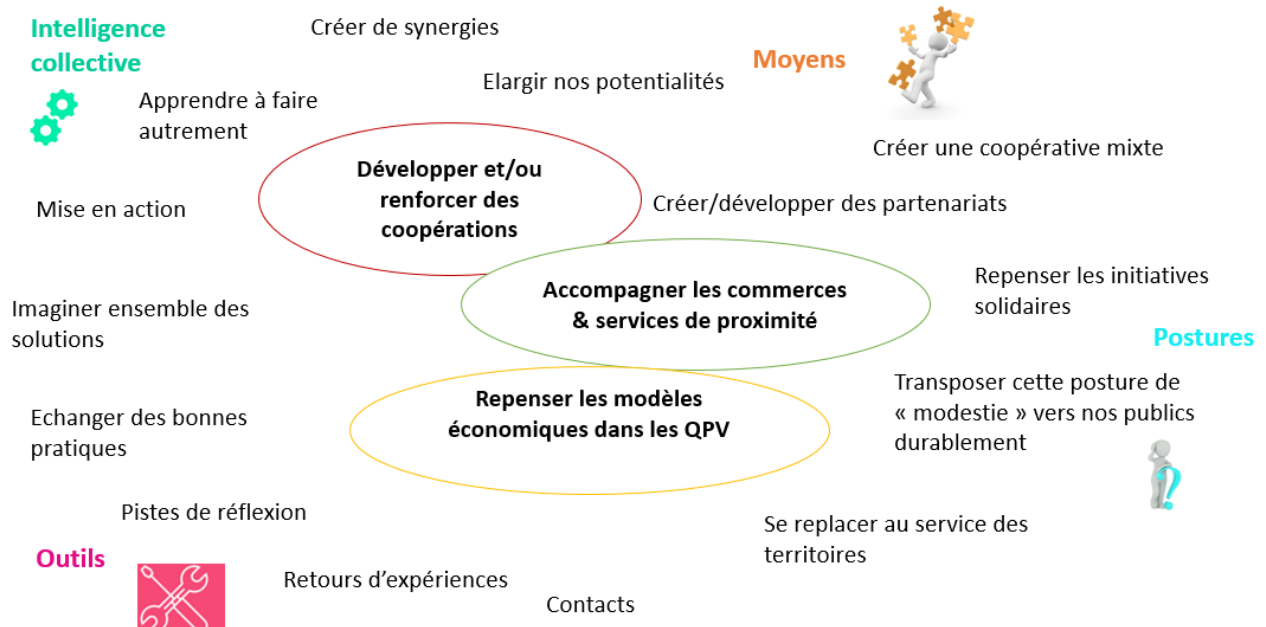 Intelligence
collective
Créer de synergies
Moyens
Elargir nos potentialités
Apprendre à faire
autrement
Créer une coopérative mixte
Développer et/ou
renforcer des
coopérations
Mise en action
Créer/développer des partenariats
Accompagner les commerces
& services de proximité
Repenser les initiatives
solidaires
Imaginer ensemble des
solutions
Postures
Repenser les modèles
économiques dans les QPV
Transposer cette posture de
« modestie » vers nos publics
durablement
Echanger des bonnes
pratiques
Pistes de réflexion
Se replacer au service des
territoires
Outils
Retours d’expériences
Contacts